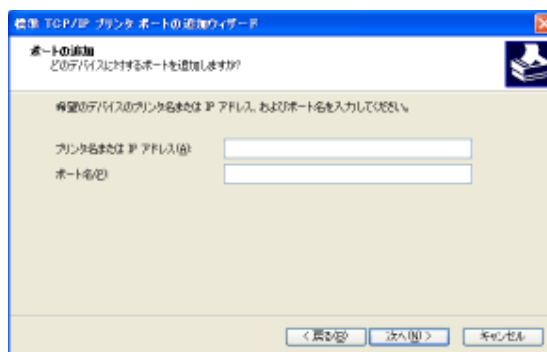 標準 TCP/IP プリンタ ポートの追加ウィザード
ポートの追加
どのデバイスに対するポートを追加しますか?
希望のデバイスのプリンタ名または IP アドレス、およびポート名を入力してください。
プリンタ名または IP アドレス(A):
ポート名(P):
< 戻る(B) 次へ(N) > キャンセル